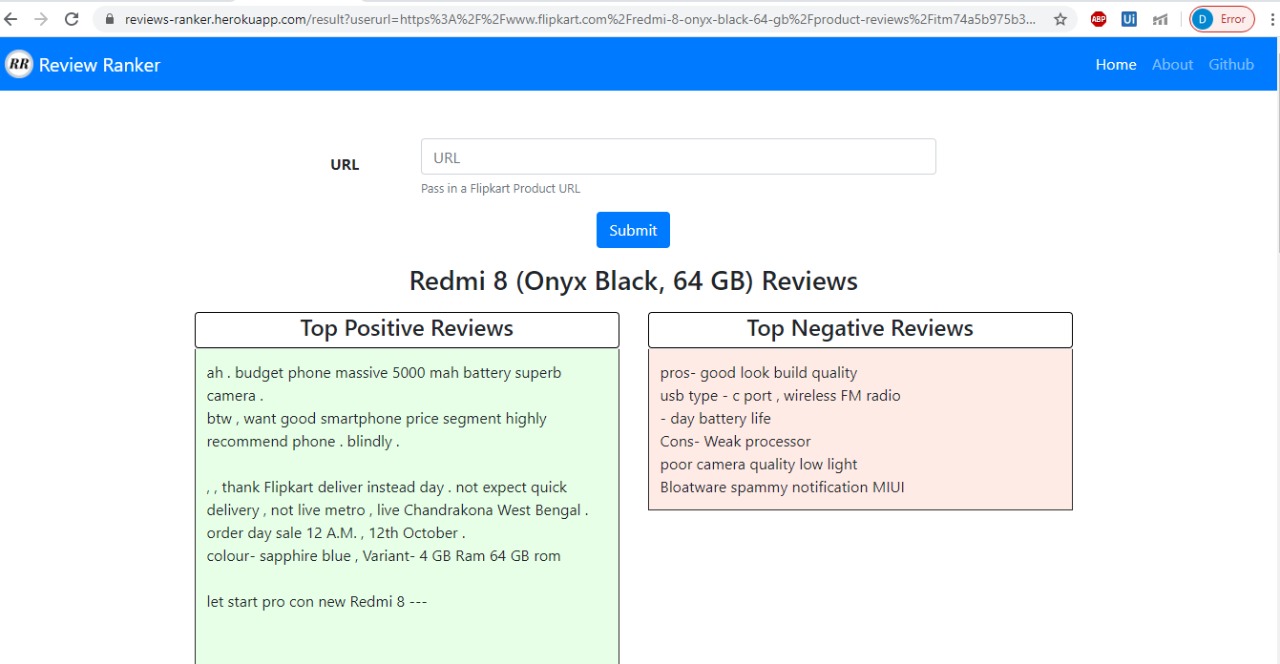 reviews-ranker.herokuapp.com/result?userurl=https%3A%2F%2Fwww.flipkart.com%2Fredmi-8-onyx-black-64-gb%2Fproduct-reviews%2Fitm74a5b975b3...
ABP
Ui
D Error
RR Review Ranker
Home About Github
URL
URL
Pass in a Flipkart Product URL
Submit
Redmi 8 (Onyx Black, 64 GB) Reviews
Top Positive Reviews
ah . budget phone massive 5000 mah battery superb
camera .
btw , want good smartphone price segment highly
recommend phone . blindly .
, , thank Flipkart deliver instead day . not expect quick
delivery , not live metro , live Chandrakona West Bengal .
order day sale 12 A.M. , 12th October .
colour- sapphire blue , Variant- 4 GB Ram 64 GB rom
let start pro con new Redmi 8 ---
Top Negative Reviews
pros- good look build quality
usb type - c port , wireless FM radio
- day battery life
Cons- Weak processor
poor camera quality low light
Bloatware spammy notification MIUI